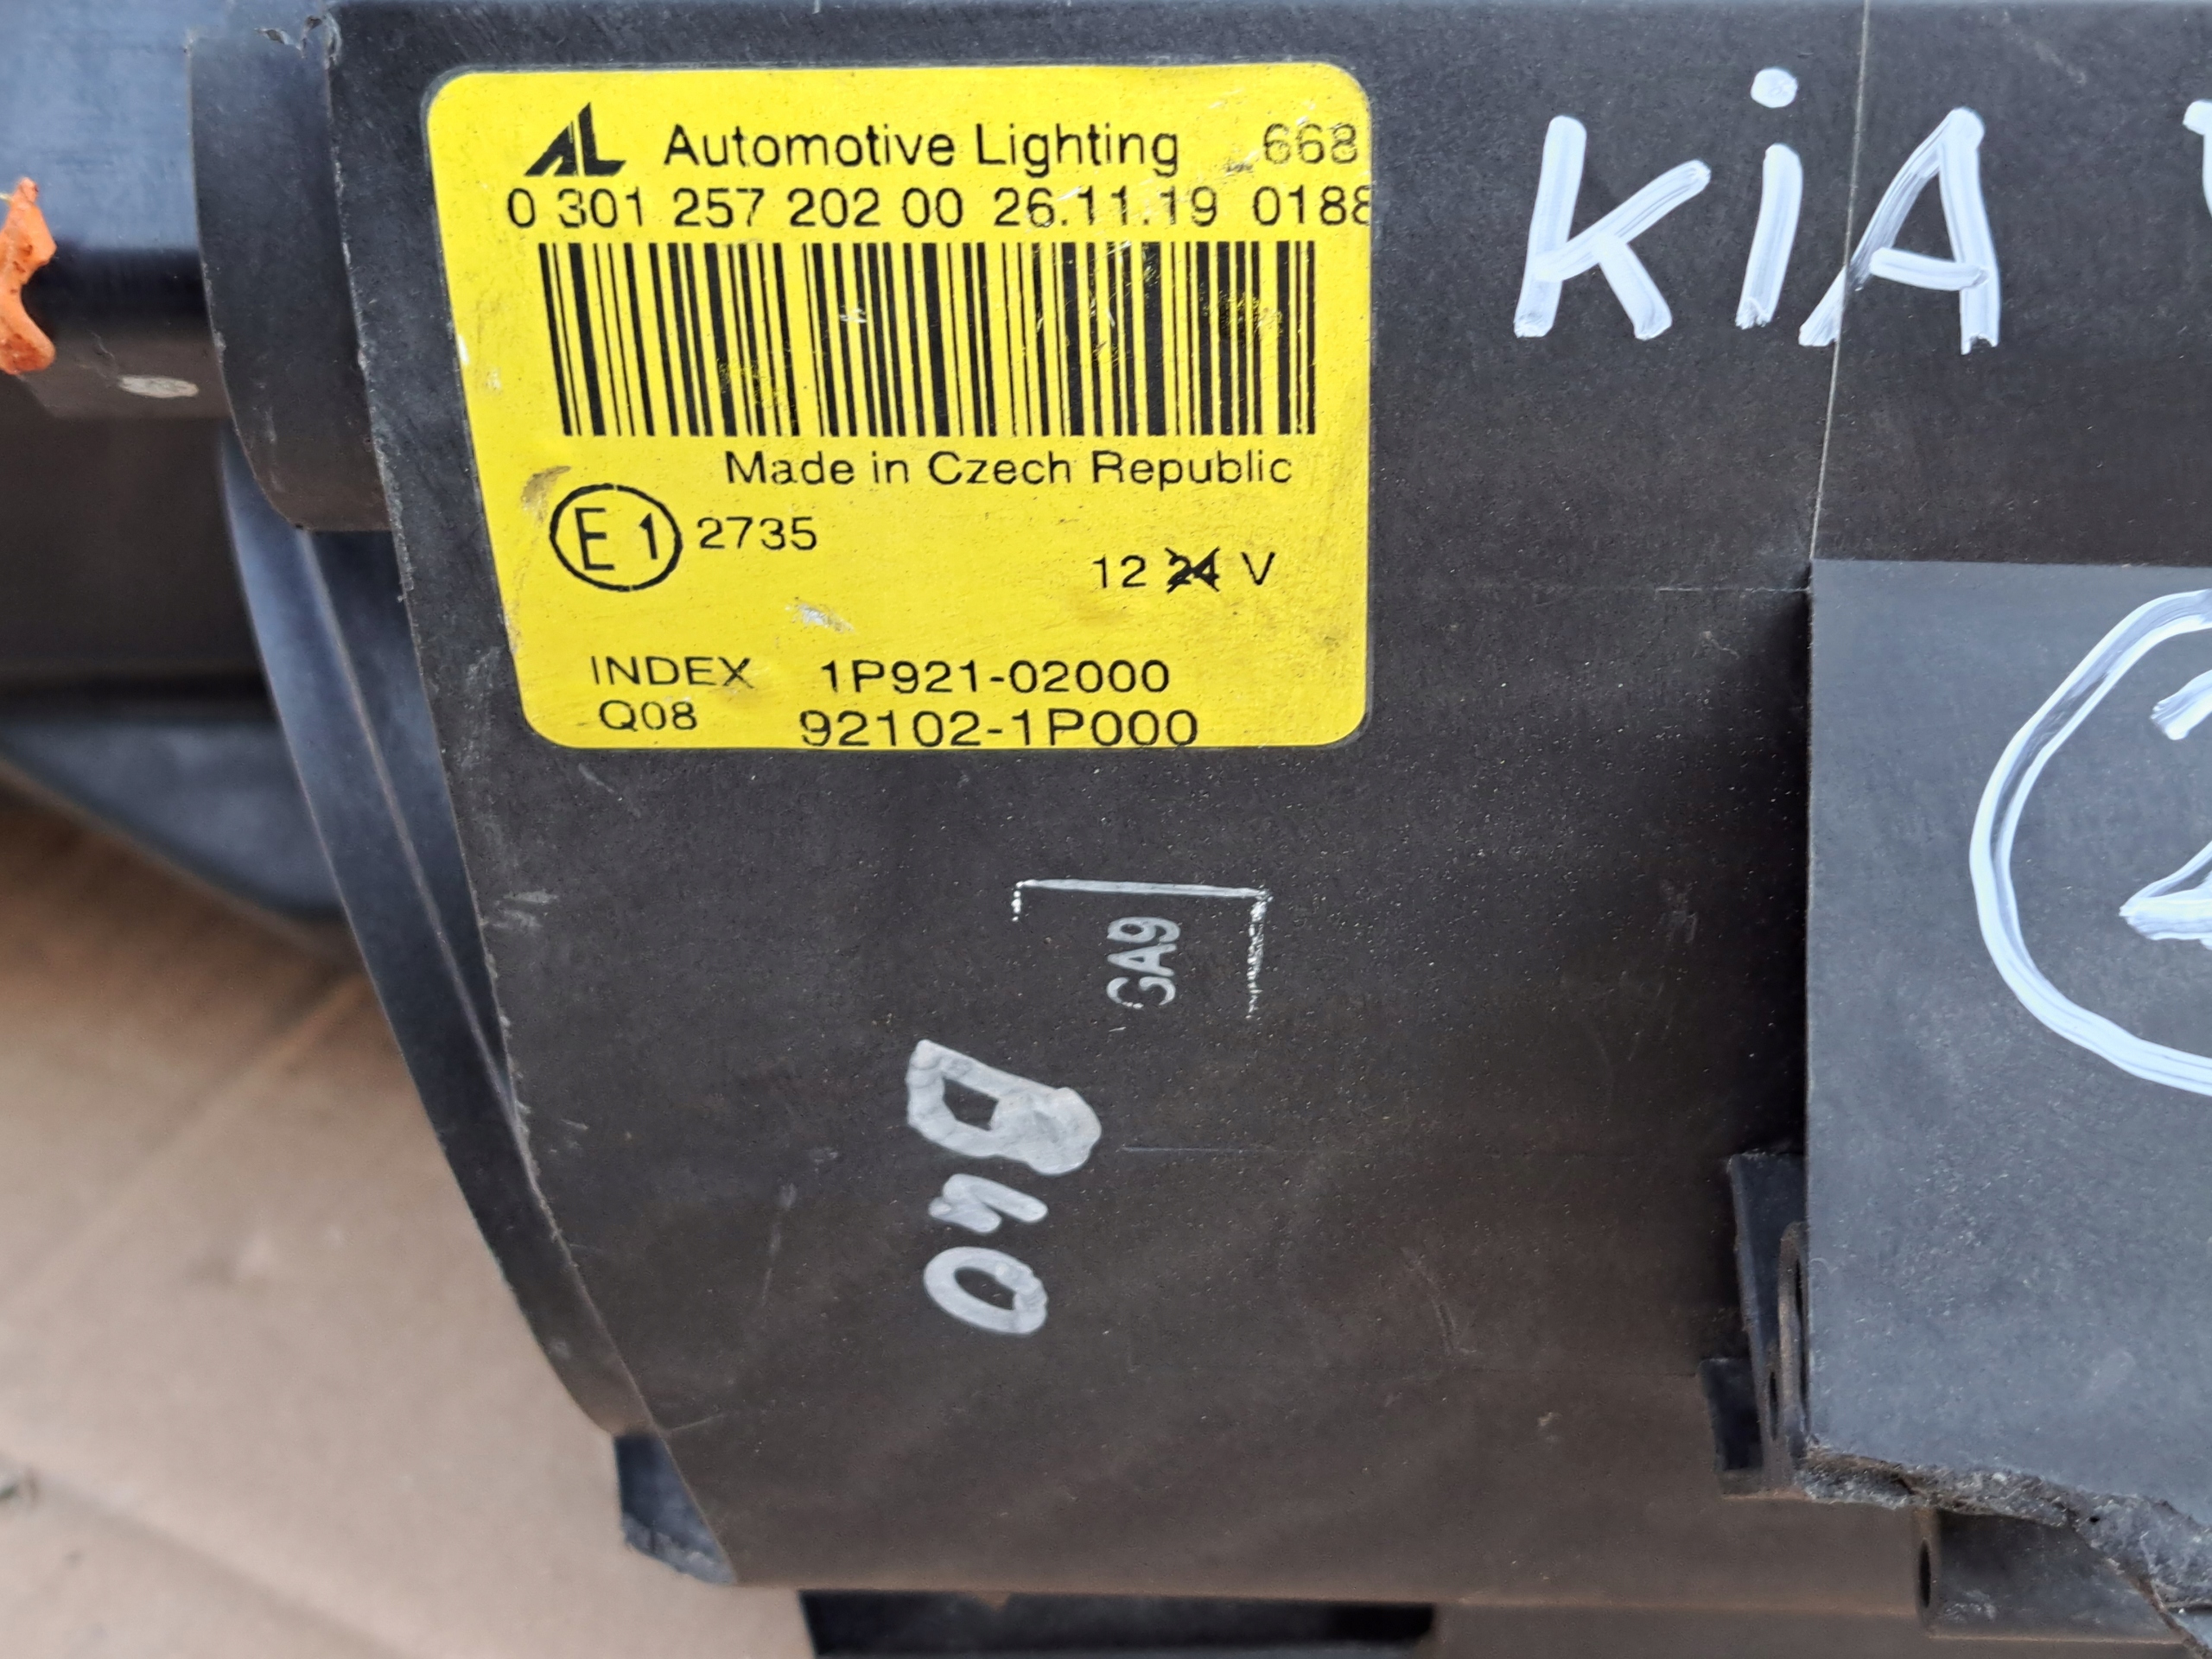 AL Automotive Lighting 668
0 301 257 202 00 26.11.19 0188
Made in Czech Republic
E1 2735
12 24 V
INDEX 1P921-02000
Q08 92102-1P000
KiA
GA9